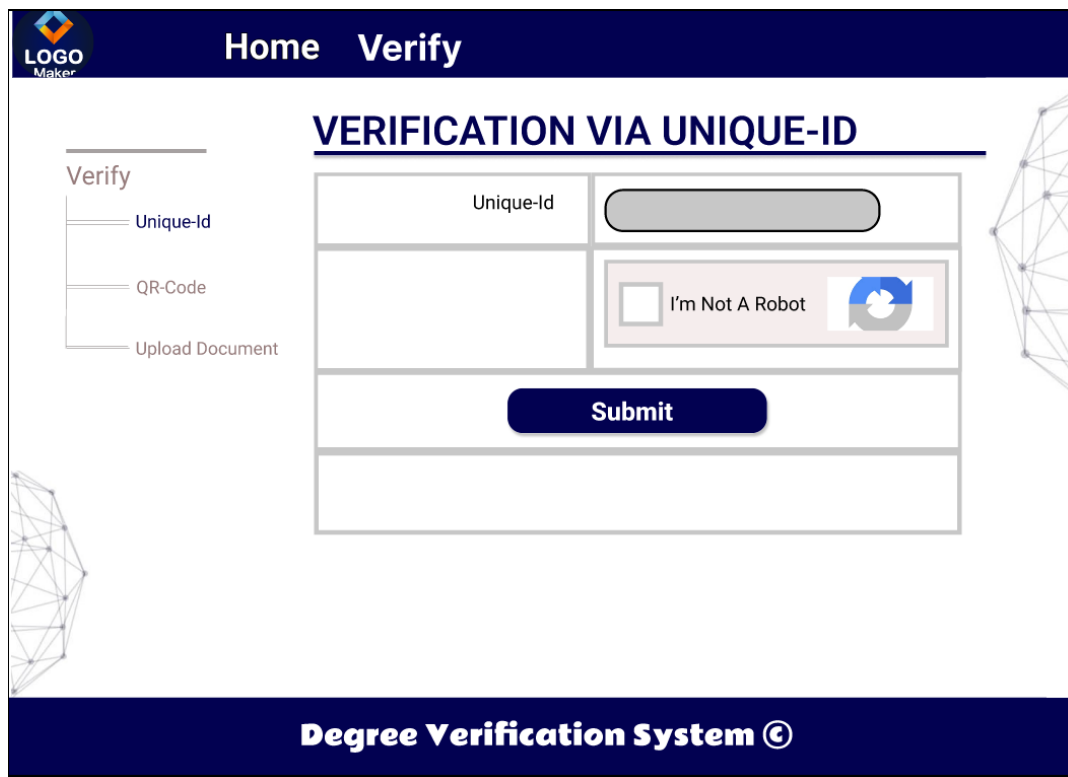 LOGO
Maker
Home Verify
VERIFICATION VIA UNIQUE-ID
Verify
Unique-Id
QR-Code
Upload Document
Unique-Id
I'm Not A Robot
Submit
Degree Verification System ©